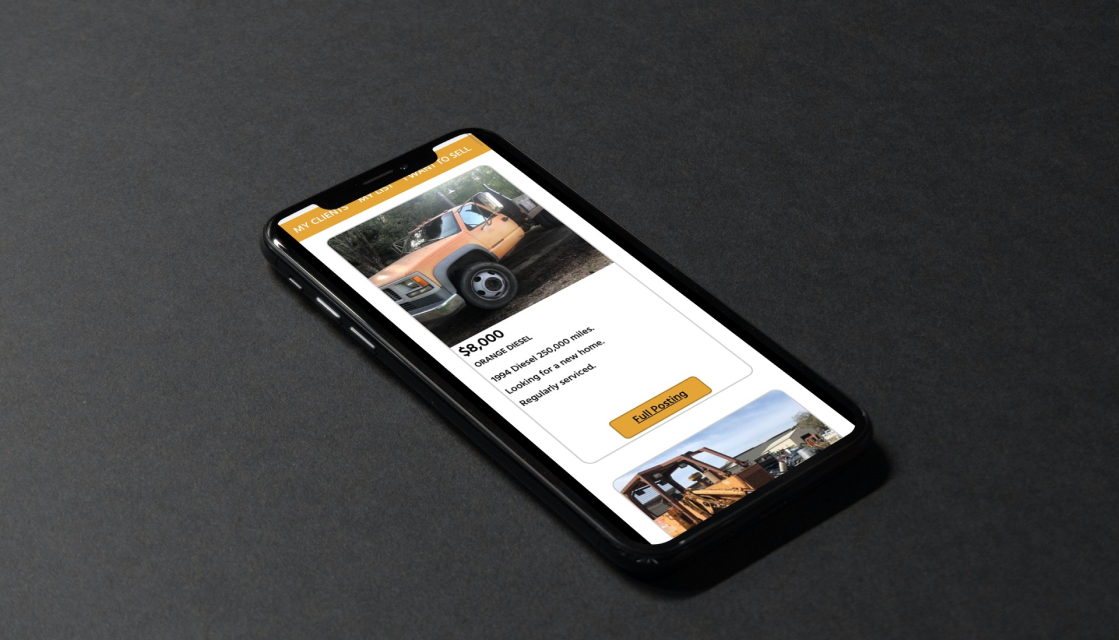 MY CLIENTS MY LIST I WANT TO SELL
$8,000
ORANGE DIESEL
1994 Diesel 250,000 miles.
Looking for a new home.
Regularly serviced.
Full Posting